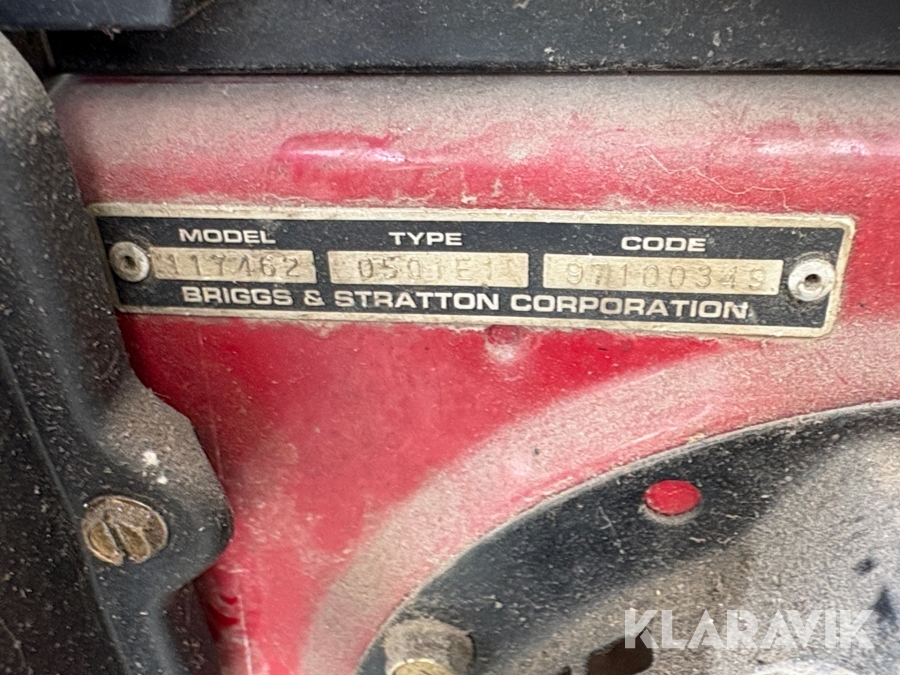 MODEL TYPE CODE
117462 0501E1 97100349
BRIGGS & STRATTON CORPORATION
KLARAVIK